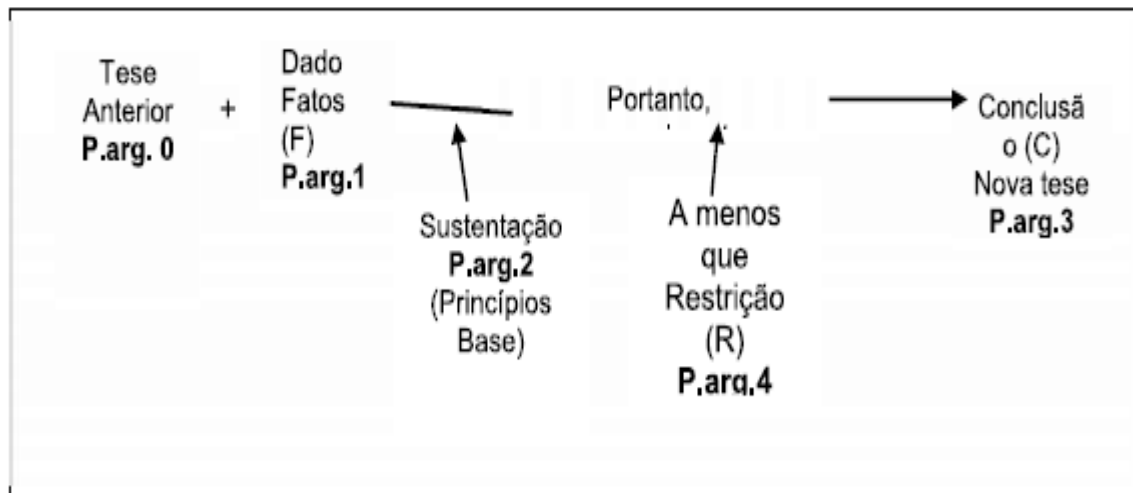 Tese
Anterior
P.arg. 0
+
Dado
Fatos
(F)
P.arg.1
Sustentação
P.arg.2
(Princípios
Base)
Portanto,
A menos
que
Restrição
(R)
P.arg.4
Conclusã
o (C)
Nova tese
P.arg.3